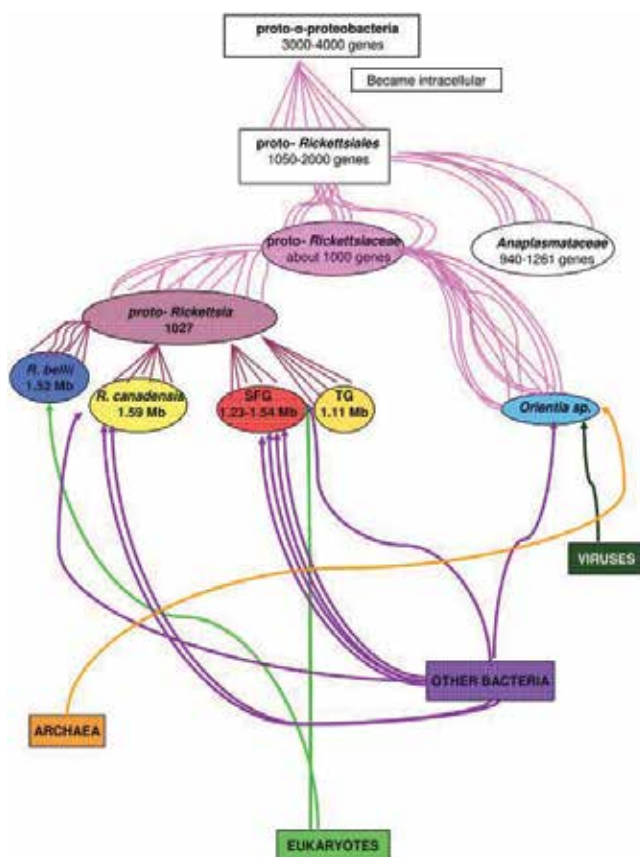 proto-α-proteobacteria
3000-4000 genes
Became intracellular
proto- Rickettsiales
1050-2000 genes
proto- Rickettsiaceae
about 1000 genes
Anaplasmataceae
940-1261 genes
proto- Rickettsia
1027
R. bellii
1.52 Mb
R. canadensis
1.59 Mb
SFG
1.23-1.54 Mb
TG
1.11 Mb
Orientia sp.
VIRUSES
OTHER BACTERIA
ARCHAEA
EUKARYOTES